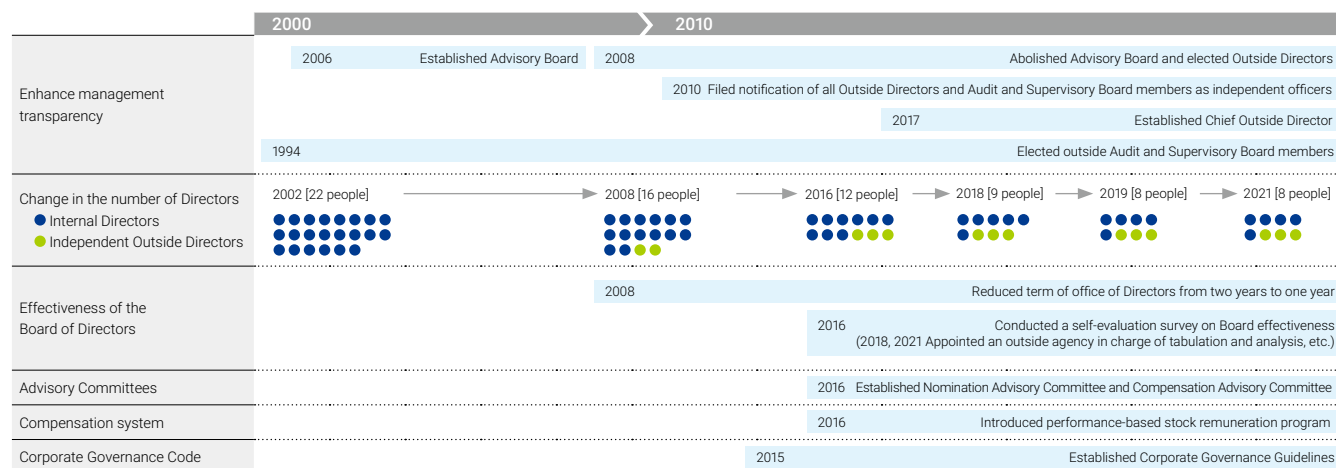 2000 2010
Enhance management
transparency
2006 Established Advisory Board
2008 Abolished Advisory Board and elected Outside Directors
2010 Filed notification of all Outside Directors and Audit and Supervisory Board members as independent officers
2017 Established Chief Outside Director
1994 Elected outside Audit and Supervisory Board members
Change in the number of Directors
Internal Directors
Independent Outside Directors
2002 [22 people] 2008 [16 people] 2016 [12 people] 2018 [9 people] 2019 [8 people] 2021 [8 people]
Effectiveness of the
Board of Directors
2008 Reduced term of office of Directors from two years to one year
2016 Conducted a self-evaluation survey on Board effectiveness
(2018, 2021 Appointed an outside agency in charge of tabulation and analysis, etc.)
Advisory Committees
2016 Established Nomination Advisory Committee and Compensation Advisory Committee
Compensation system
2016 Introduced performance-based stock remuneration program
Corporate Governance Code
2015 Established Corporate Governance Guidelines